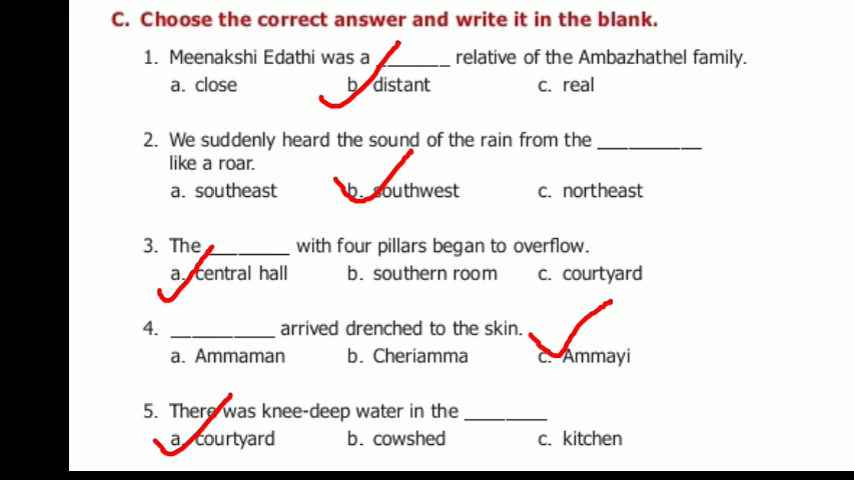 C. Choose the correct answer and write it in the blank.
1. Meenakshi Edathi was a _______ relative of the Ambazhathel family.
a. close b. distant c. real
2. We suddenly heard the sound of the rain from the __________
like a roar.
a. southeast b. southwest c. northeast
3. The ________ with four pillars began to overflow.
a. central hall b. southern room c. courtyard
4. __________ arrived drenched to the skin.
a. Ammaman b. Cheriamma c. Ammayi
5. There was knee-deep water in the ________
a. courtyard b. cowshed c. kitchen